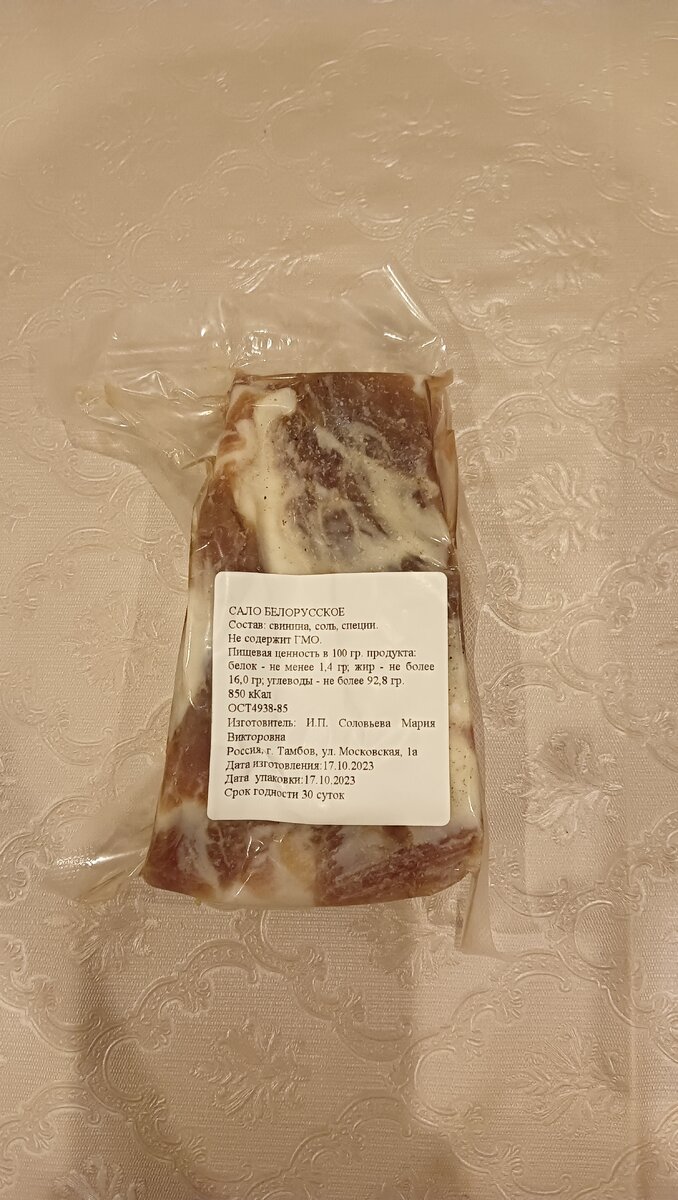 САЛО БЕЛОРУССКОЕ
Состав: свинина, соль, специи.
Не содержит ГМО.
Пищевая ценность в 100 гр. продукта:
белок - не менее 1,4 гр; жир - не более
16,0 гр; углеводы - не более 92,8 гр.
850 кКал
ОСТ4938-85
Изготовитель: И.П. Соловьева Мария
Викторовна
Россия, г. Тамбов, ул. Московская, 1а
Дата изготовления:17.10.2023
Дата упаковки:17.10.2023
Срок годности 30 суток